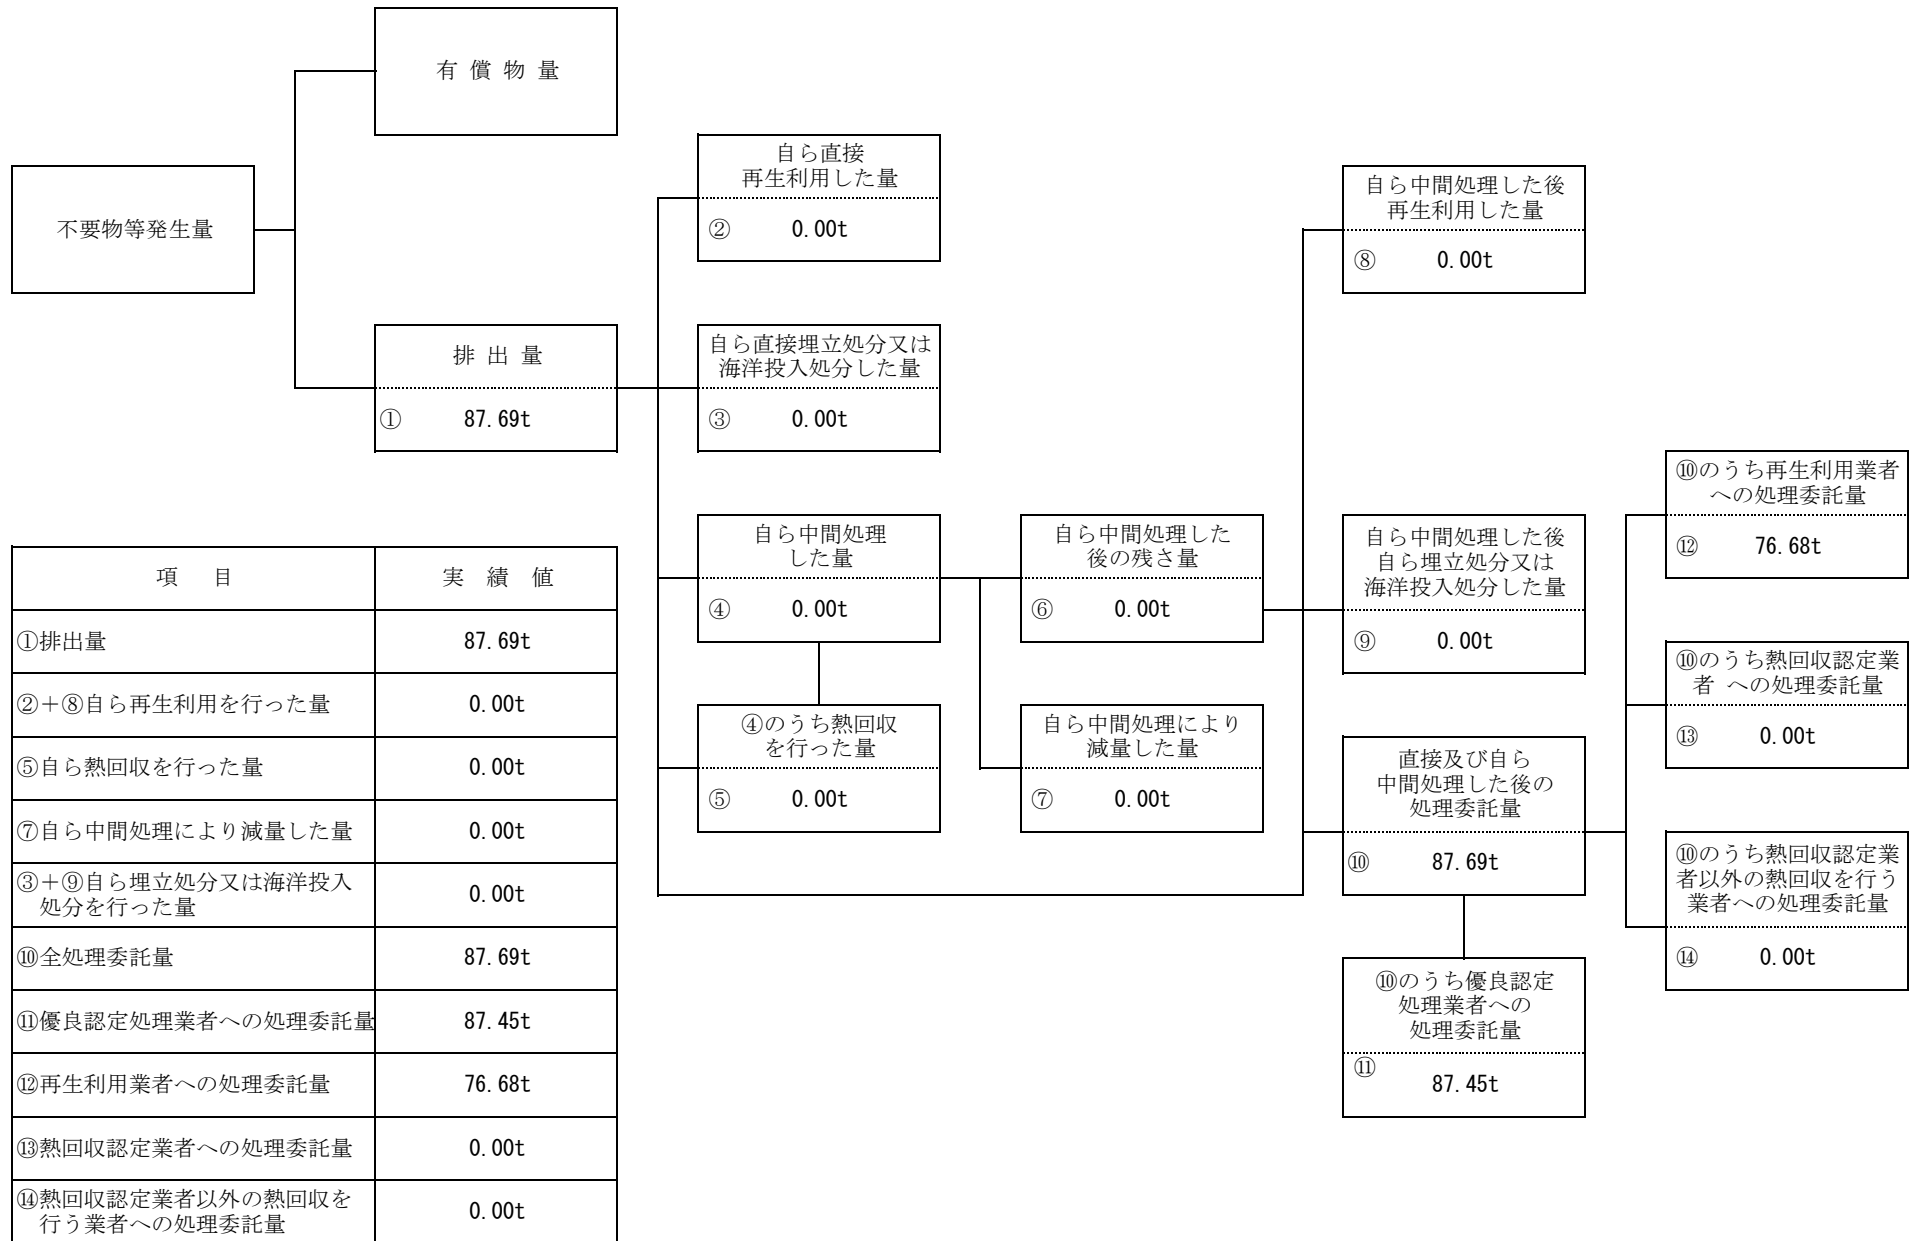 有 償 物 量
不要物等発生量
排 出 量
① 87.69t
自ら直接
再生利用した量
② 0.00t
自ら直接埋立処分又は
海洋投入処分した量
③ 0.00t
自ら中間処理
した量
④ 0.00t
④のうち熱回収
を行った量
⑤ 0.00t
自ら中間処理した
後の残さ量
⑥ 0.00t
自ら中間処理により
減量した量
⑦ 0.00t
自ら中間処理した後
再生利用した量
⑧ 0.00t
自ら中間処理した後
自ら埋立処分又は
海洋投入処分した量
⑨ 0.00t
直接及び自ら
中間処理した後の
処理委託量
⑩ 87.69t
⑩のうち優良認定
処理業者への
処理委託量
⑪
87.45t
⑩のうち再生利用業者
への処理委託量
⑫ 76.68t
⑩のうち熱回収認定業
者 への処理委託量
⑬ 0.00t
⑩のうち熱回収認定業
者以外の熱回収を行う
業者への処理委託量
⑭ 0.00t
項 目 実 績 値
①排出量 87.69t
②+⑧自ら再生利用を行った量 0.00t
⑤自ら熱回収を行った量 0.00t
⑦自ら中間処理により減量した量 0.00t
③+⑨自ら埋立処分又は海洋投入
処分を行った量 0.00t
⑩全処理委託量 87.69t
⑪優良認定処理業者への処理委託量 87.45t
⑫再生利用業者への処理委託量 76.68t
⑬熱回収認定業者への処理委託量 0.00t
⑭熱回収認定業者以外の熱回収を
行う業者への処理委託量 0.00t